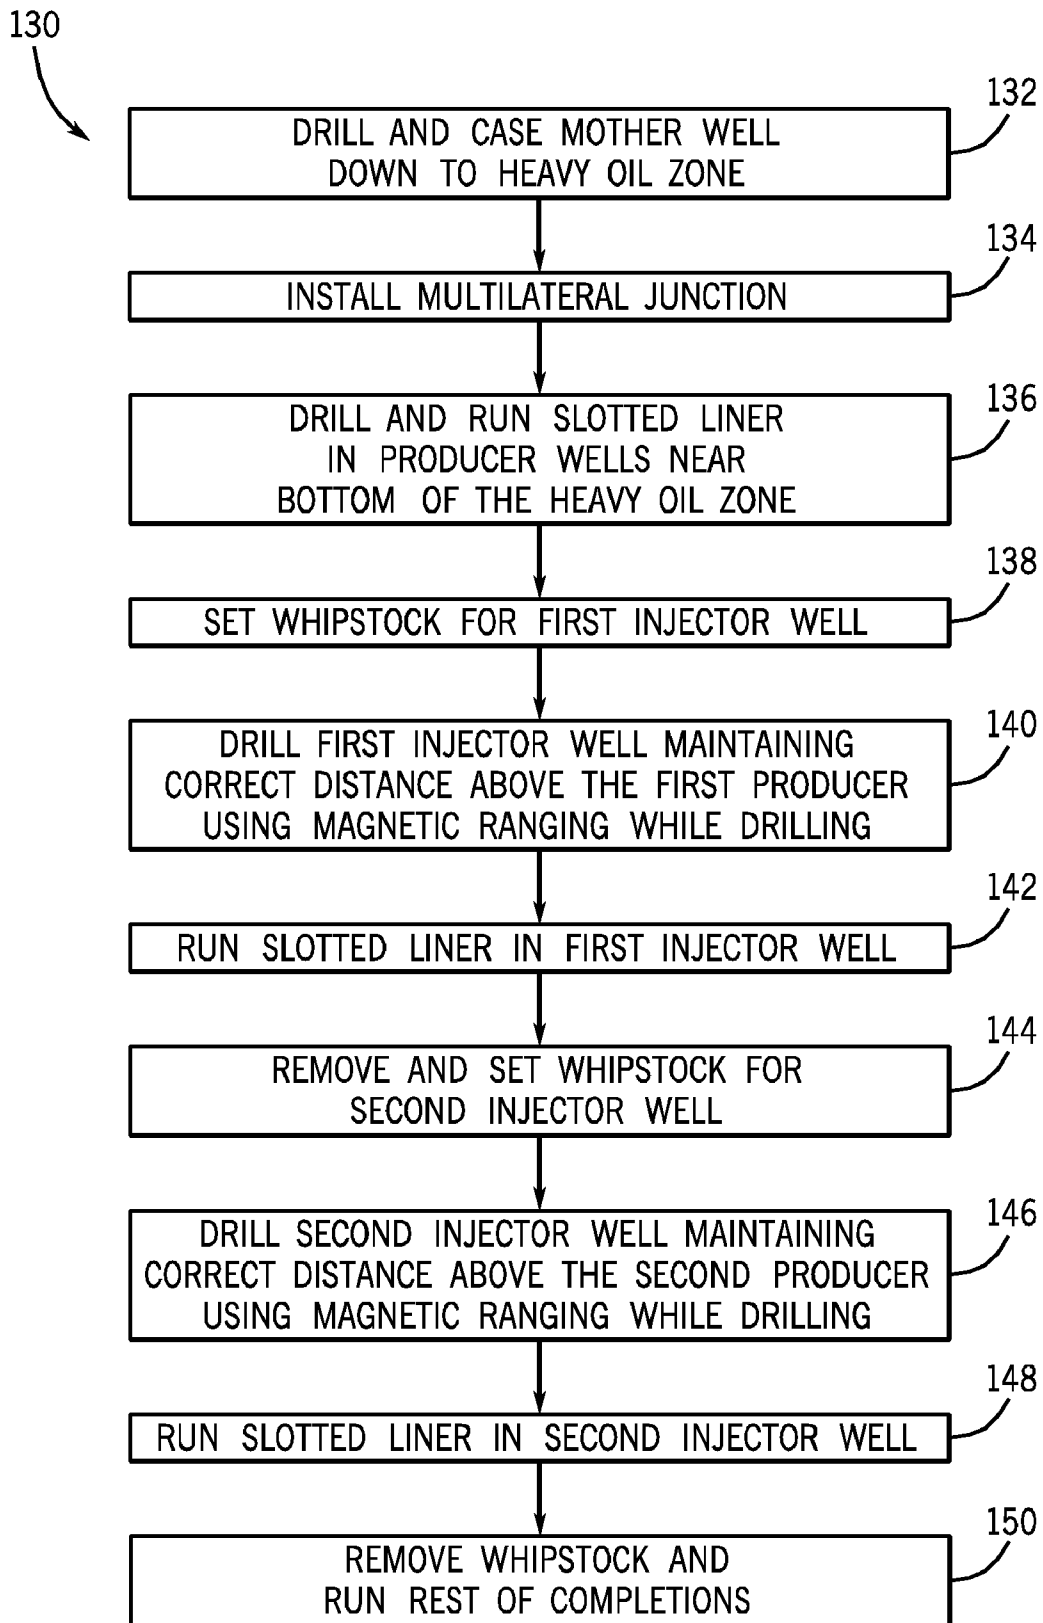 130
132
DRILL AND CASE MOTHER WELL
DOWN TO HEAVY OIL ZONE
134
INSTALL MULTILATERAL JUNCTION
136
DRILL AND RUN SLOTTED LINER
IN PRODUCER WELLS NEAR
BOTTOM OF THE HEAVY OIL ZONE
138
SET WHIPSTOCK FOR FIRST INJECTOR WELL
140
DRILL FIRST INJECTOR WELL MAINTAINING
CORRECT DISTANCE ABOVE THE FIRST PRODUCER
USING MAGNETIC RANGING WHILE DRILLING
142
RUN SLOTTED LINER IN FIRST INJECTOR WELL
144
REMOVE AND SET WHIPSTOCK FOR
SECOND INJECTOR WELL
146
DRILL SECOND INJECTOR WELL MAINTAINING
CORRECT DISTANCE ABOVE THE SECOND PRODUCER
USING MAGNETIC RANGING WHILE DRILLING
148
RUN SLOTTED LINER IN SECOND INJECTOR WELL
150
REMOVE WHIPSTOCK AND
RUN REST OF COMPLETIONS